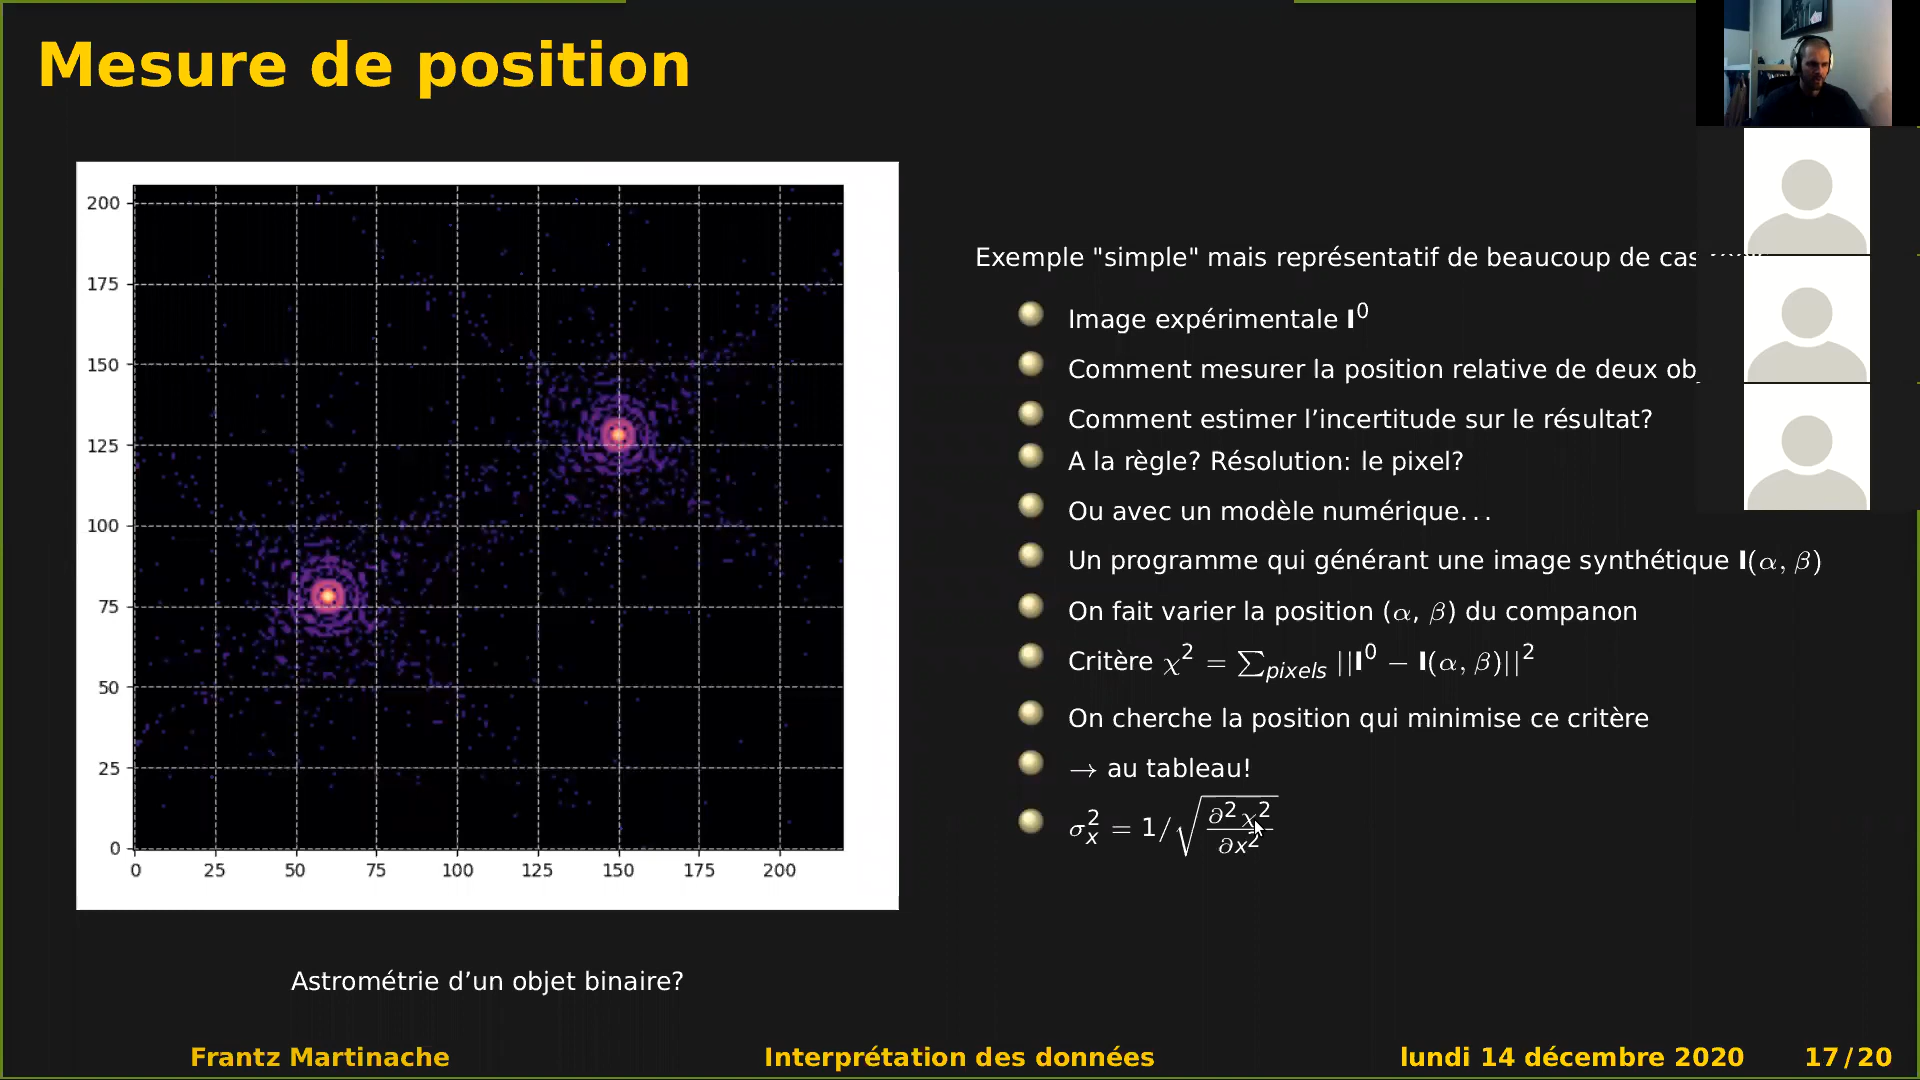 Mesure de position
200
175
150
125
100
75
50
25
0
0 25 50 75 100 125 150 175 200
Astrométrie d’un objet binaire?
Exemple "simple" mais représentatif de beaucoup de cas
Image expérimentale I⁰
Comment mesurer la position relative de deux
Comment estimer l’incertitude sur le résultat?
A la règle? Résolution: le pixel?
Ou avec un modèle numérique...
Un programme qui générant une image synthétique I(α, β)
On fait varier la position (α, β) du companon
Critère χ² = ∑pixels ||I⁰ − I(α, β)||²
On cherche la position qui minimise ce critère
→ au tableau!
σₓ² = 1/√(∂²χ²/∂x²)
Frantz Martinache Interprétation des données lundi 14 décembre 2020 17/20